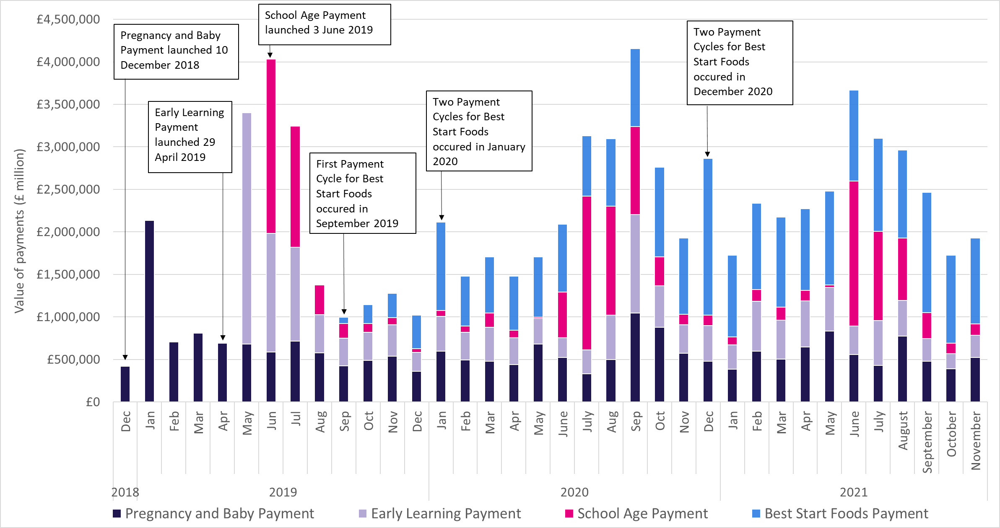 £4,500,000
£4,000,000
£3,500,000
£3,000,000
£2,500,000
£2,000,000
£1,500,000
£1,000,000
£500,000
£0
Value of payments (£ million)
Pregnancy and Baby
Payment launched 10
December 2018
Early Learning
Payment
launched 29
April 2019
School Age Payment
launched 3 June 2019
First Payment
Cycle for Best
Start Foods
occured in
September 2019
Two Payment
Cycles for Best
Start Foods
occured in January
2020
Two Payment
Cycles for Best
Start Foods
occured in
December 2020
Dec
Jan
Feb
Mar
Apr
May
Jun
Jul
Aug
Sep
Oct
Nov
Dec
Jan
Feb
Mar
Apr
May
June
July
Aug
Sep
Oct
Nov
Dec
Jan
Feb
Mar
Apr
May
June
July
August
September
October
November
2018
2019
2020
2021
Pregnancy and Baby Payment
Early Learning Payment
School Age Payment
Best Start Foods Payment